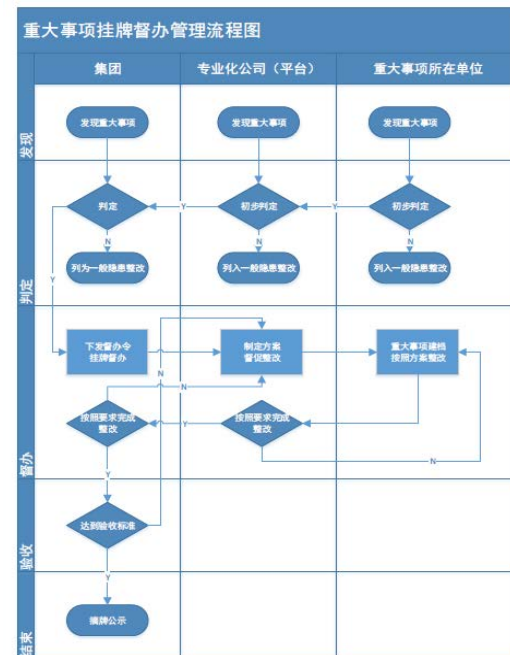 重大事项挂牌督办管理流程图
集团
专业化公司（平台）
重大事项所在单位
发现
发现重大事项
发现重大事项
发现重大事项
判定
判定
Y
初步判定
Y
初步判定
N
N
N
列为一般隐患整改
列入一般隐患整改
列入一般隐患整改
Y
督办
下发督办令
挂牌督办
制定方案
督促整改
重大事项建档
按照方案整改
N
N
按照要求完成
整改
Y
按照要求完成
整改
N
Y
验收
达到验收标准
Y
结束
摘牌公示